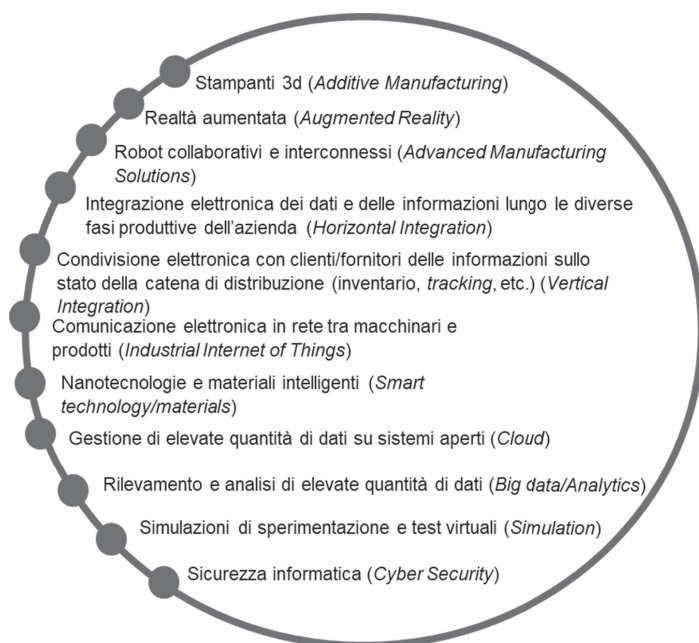 Stampanti 3d (Additive Manufacturing)
Realtà aumentata (Augmented Reality)
Robot collaborativi e interconnessi (Advanced Manufacturing
Solutions)
Integrazione elettronica dei dati e delle informazioni lungo le diverse
fasi produttive dell'azienda (Horizontal Integration)
Condivisione elettronica con clienti/fornitori delle informazioni sullo
stato della catena di distribuzione (inventario, tracking, etc.) (Vertical
Integration)
Comunicazione elettronica in rete tra macchinari e
prodotti (Industrial Internet of Things)
Nanotecnologie e materiali intelligenti (Smart
technology/materials)
Gestione di elevate quantità di dati su sistemi aperti (Cloud)
Rilevamento e analisi di elevate quantità di dati (Big data/Analytics)
Simulazioni di sperimentazione e test virtuali (Simulation)
Sicurezza informatica (Cyber Security)